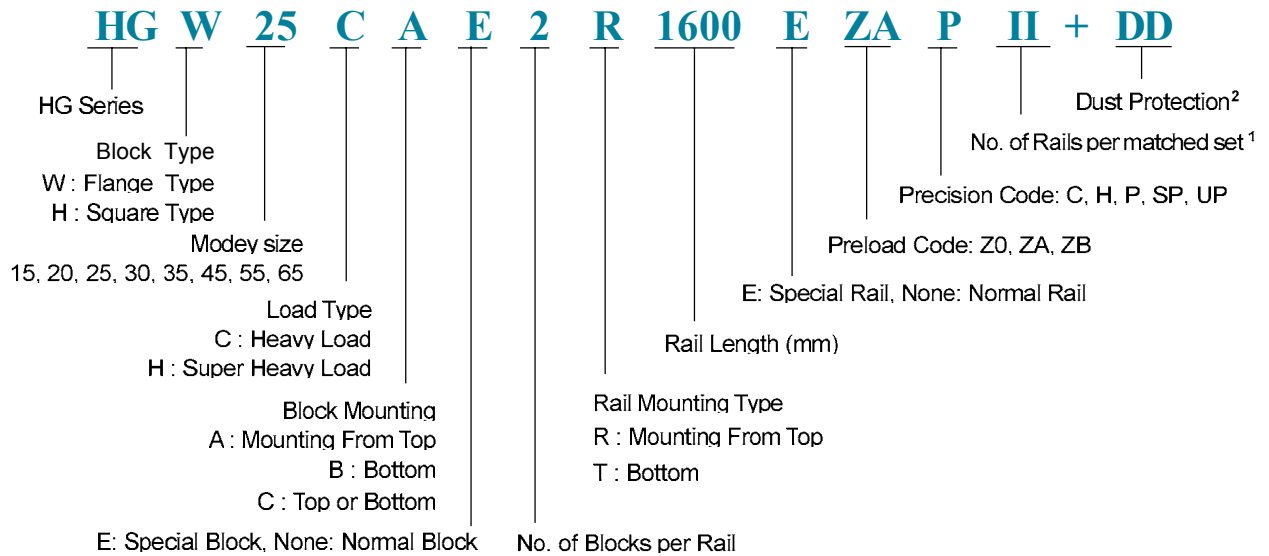 HG W 25 C A E 2 R 1600 E ZA P II + DD
HG Series
Dust Protection²
Block Type
W : Flange Type
H : Square Type
No. of Rails per matched set ¹
Precision Code: C, H, P, SP, UP
Modey size
15, 20, 25, 30, 35, 45, 55, 65
Preload Code: Z0, ZA, ZB
Load Type
C : Heavy Load
H : Super Heavy Load
E: Special Rail, None: Normal Rail
Rail Length (mm)
Block Mounting
A : Mounting From Top
B : Bottom
C : Top or Bottom
Rail Mounting Type
R : Mounting From Top
T : Bottom
E: Special Block, None: Normal Block
No. of Blocks per Rail